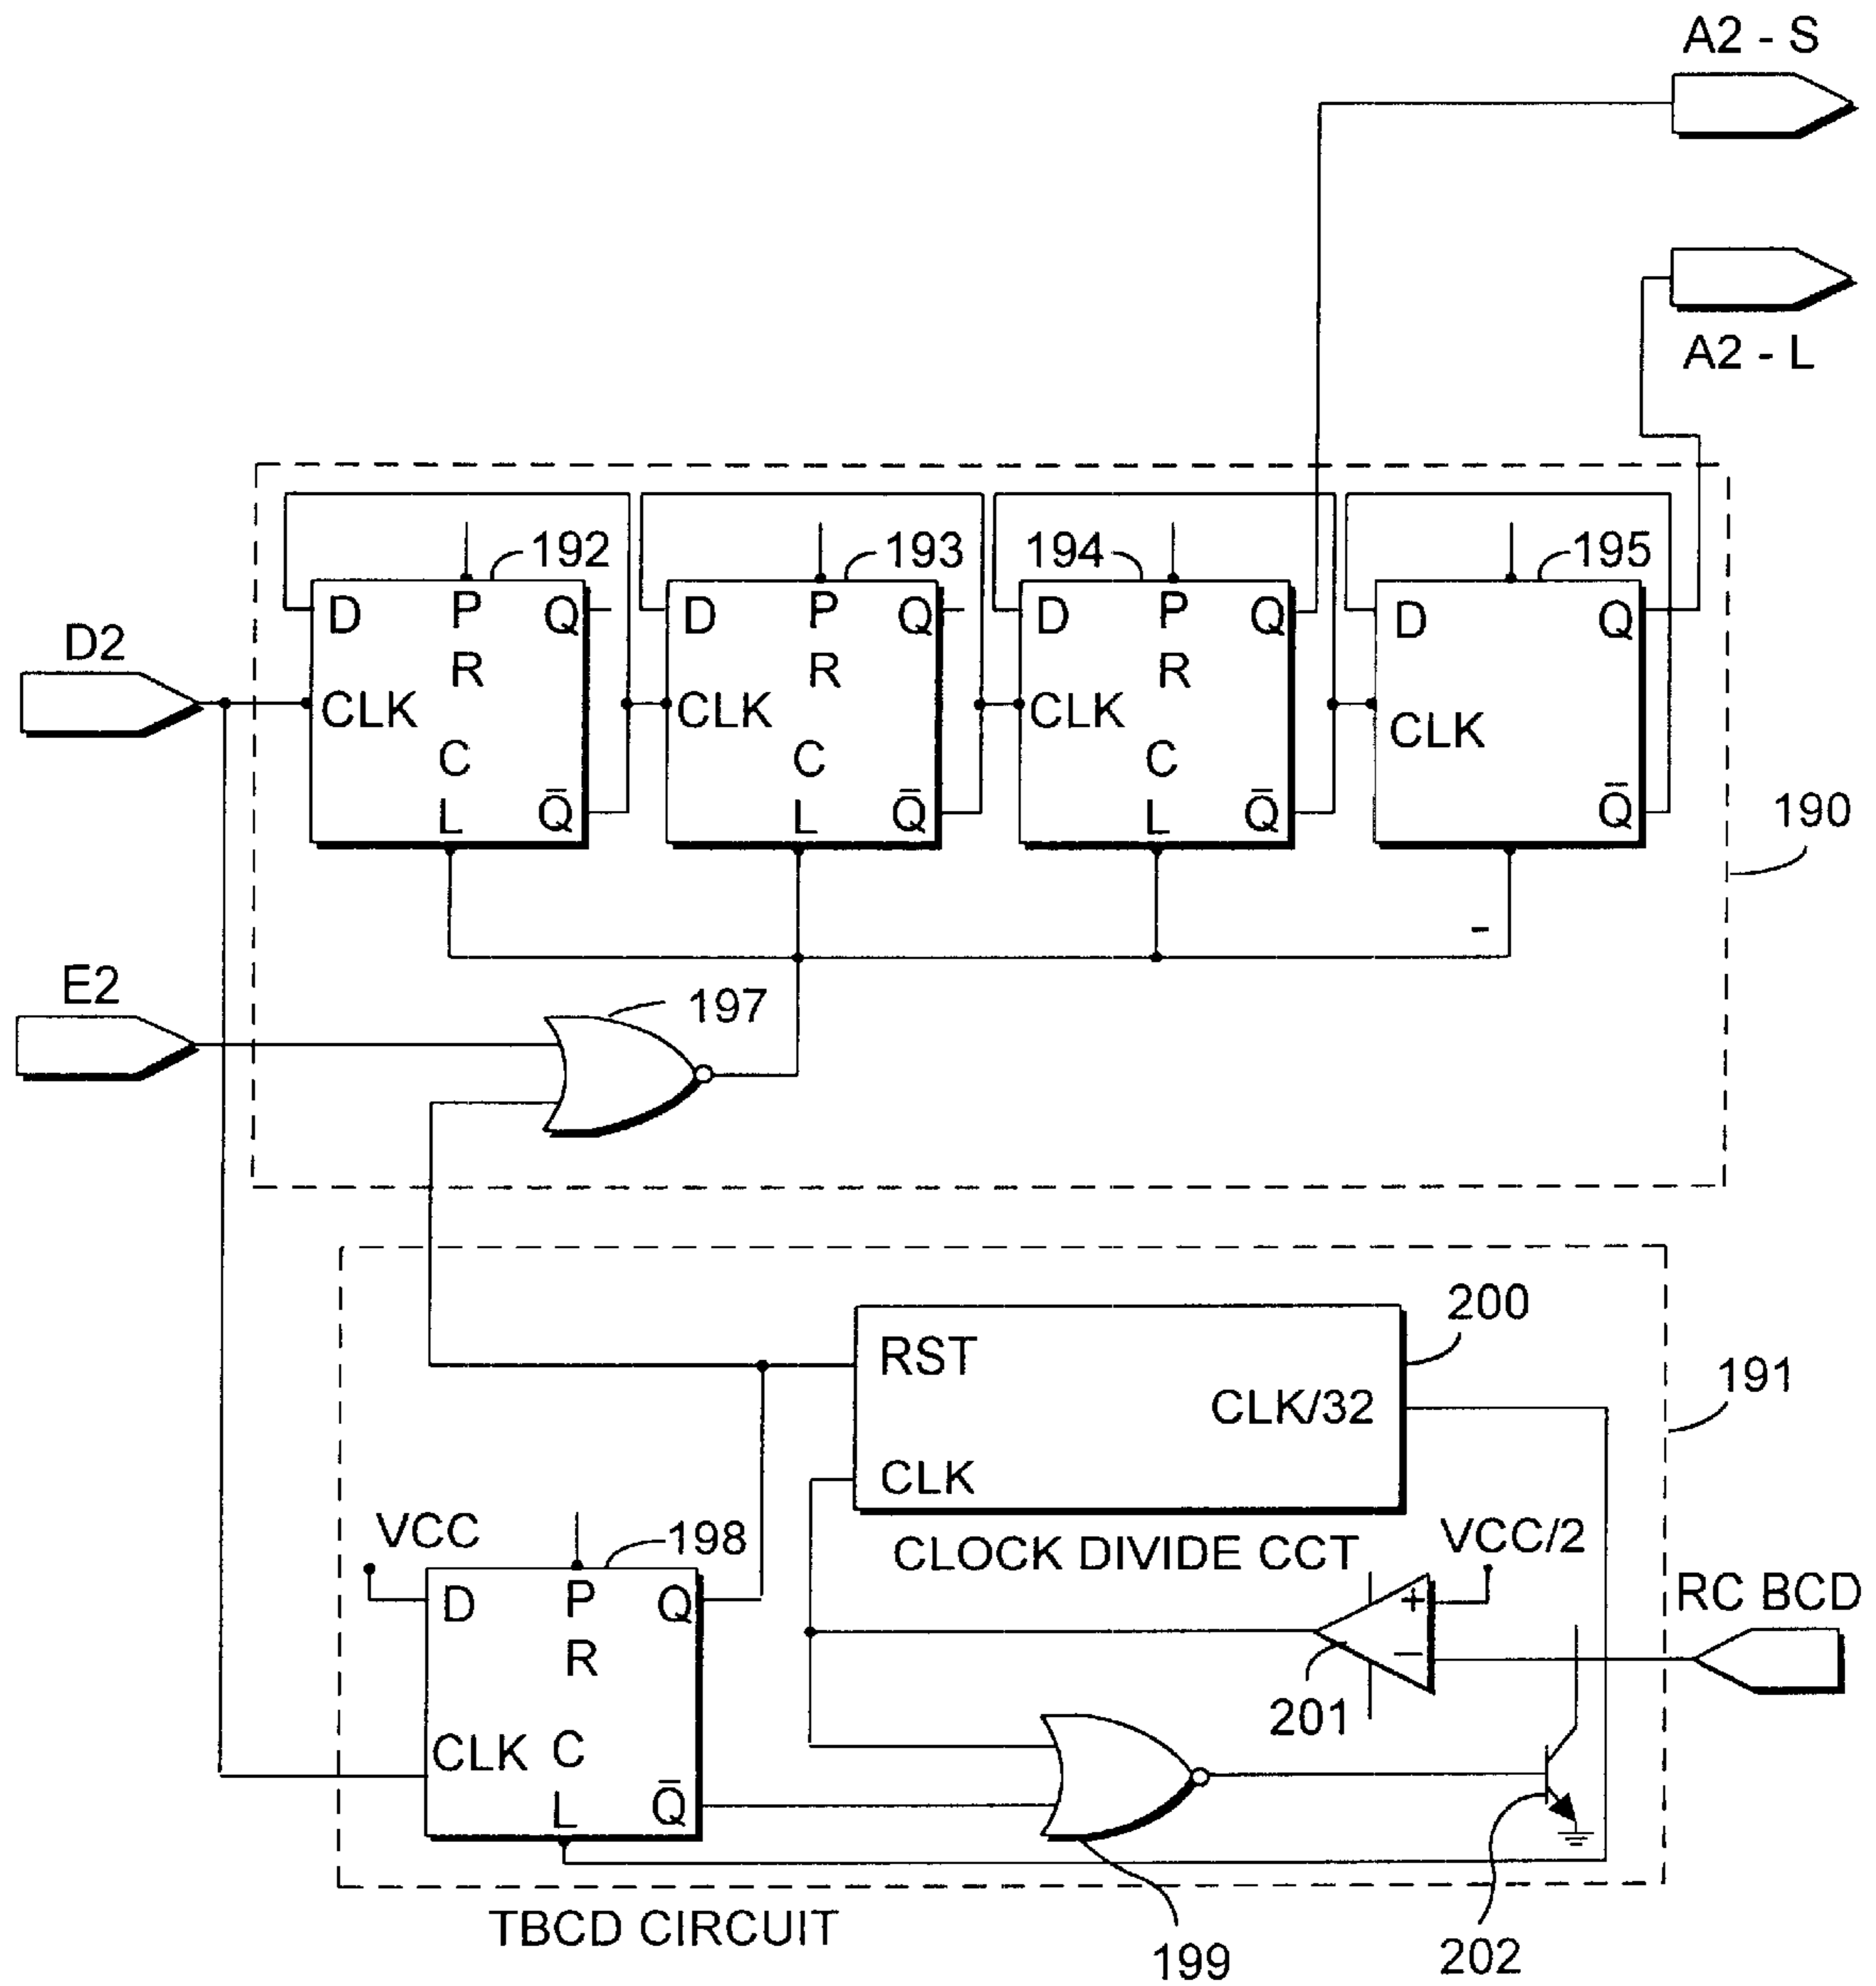 A2 - S
A2 - L
192
193
194
195
D P Q
R
CLK
C
L Q̅
D P Q
R
CLK
C
L Q̅
D P Q
R
CLK
C
L Q̅
D Q
CLK
Q̅
D2
190
E2
197
-
200
RST
CLK/32
CLK
191
CLOCK DIVIDE CCT
VCC
198
VCC/2
RC BCD
D P Q
R
CLK C
L Q̅
+
−
201
TBCD CIRCUIT
199
202